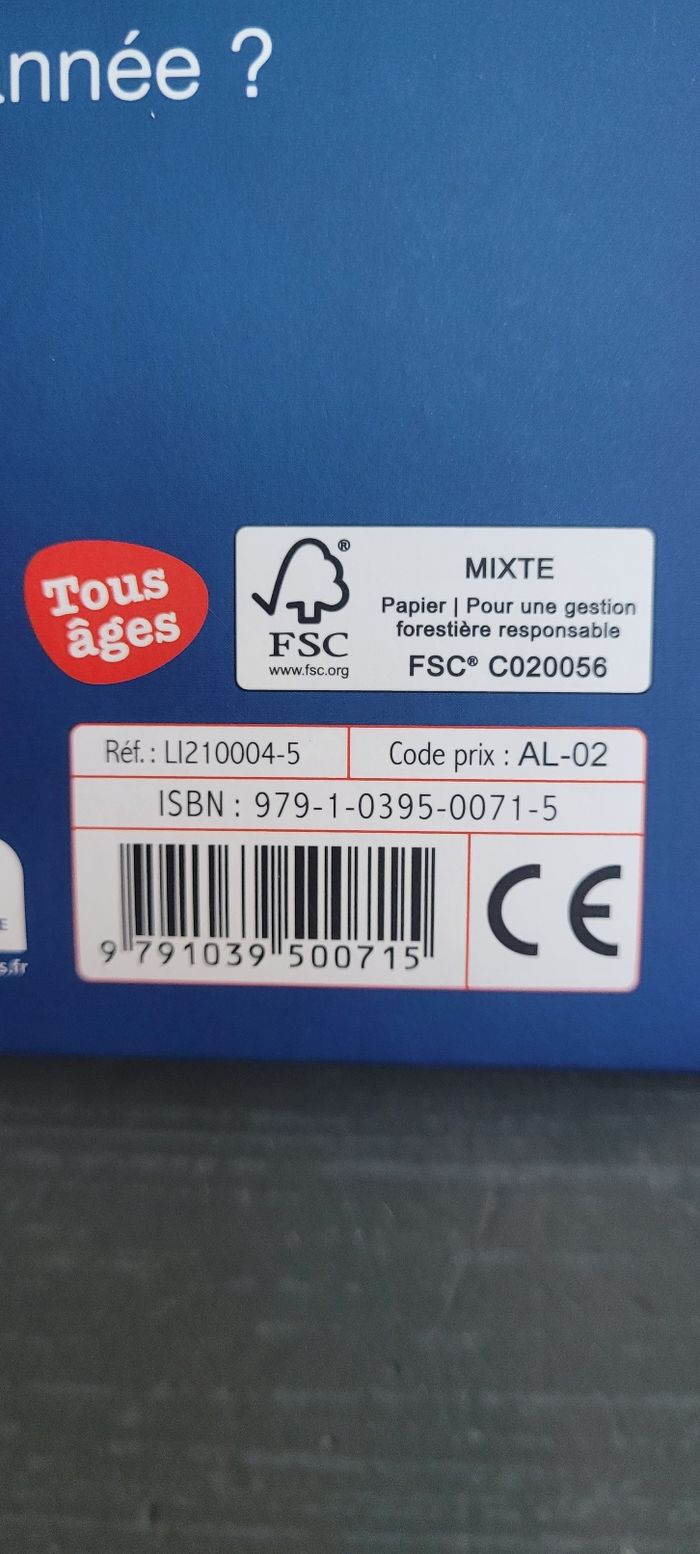 nnée ?
Tous
âges
FSC
®
www.fsc.org
MIXTE
Papier | Pour une gestion
forestière responsable
FSC® C020056
Réf. : LI210004-5
Code prix : AL-02
ISBN : 979-1-0395-0071-5
9 791039 500715
CE
E
s.fr